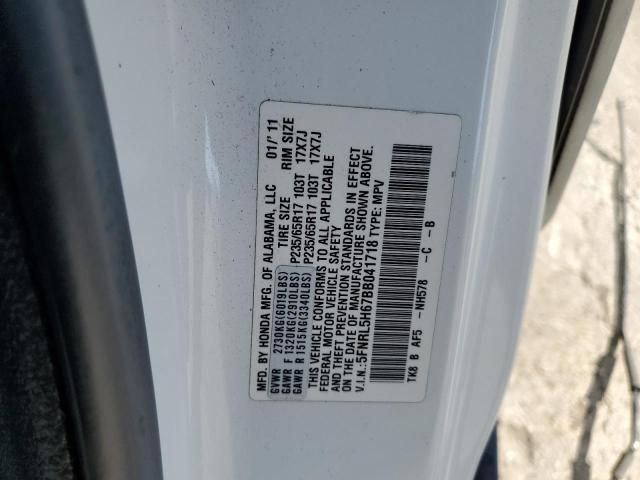 MFD. BY HONDA MFG. OF ALABAMA, LLC 01/'11
TIRE SIZE RIM SIZE
GVWR 2730KG(6019LBS)
GAWR F 1320KG(2910LBS) P235/65R17 103T 17X7J
GAWR R 1515KG(3340LBS) P235/65R17 103T 17X7J
THIS VEHICLE CONFORMS TO ALL APPLICABLE
FEDERAL MOTOR VEHICLE SAFETY
AND THEFT PREVENTION STANDARDS IN EFFECT
ON THE DATE OF MANUFACTURE SHOWN ABOVE.
V.I.N.: 5FNRL5H67BB041718 TYPE: MPV
TK8 B AF5 -NH578 -C -B